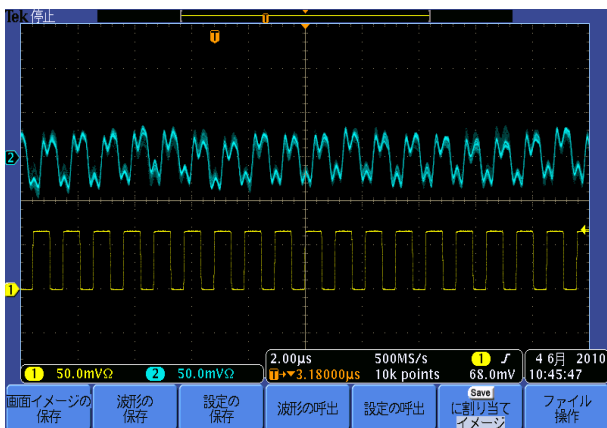 Tek 停止
T
T
2
1
1 50.0mVΩ 2 50.0mVΩ
2.00µs 500MS/s 1
T→▼3.18000µs 10k points 68.0mV
4 6月 2010
10:45:47
画面イメージの
保存
波形の
保存
設定の
保存
波形の呼出
設定の呼出
Save
に割り当て
イメージ
ファイル
操作